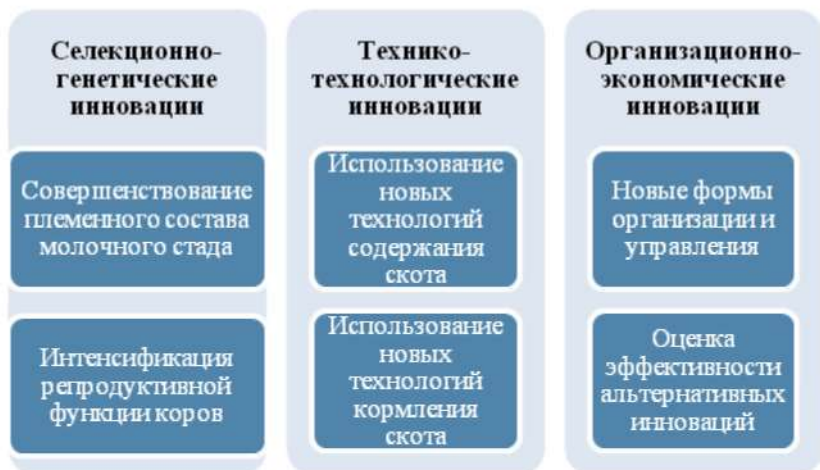 Селекционно-
генетические
инновации
Совершенствование
племенного состава
молочного стада
Интенсификация
репродуктивной
функции коров
Технико-
технологические
инновации
Использование
новых
технологий
содержания
скота
Использование
новых
технологий
кормления
скота
Организационно-
экономические
инновации
Новые формы
организации и
управления
Оценка
эффективности
альтернативных
инноваций